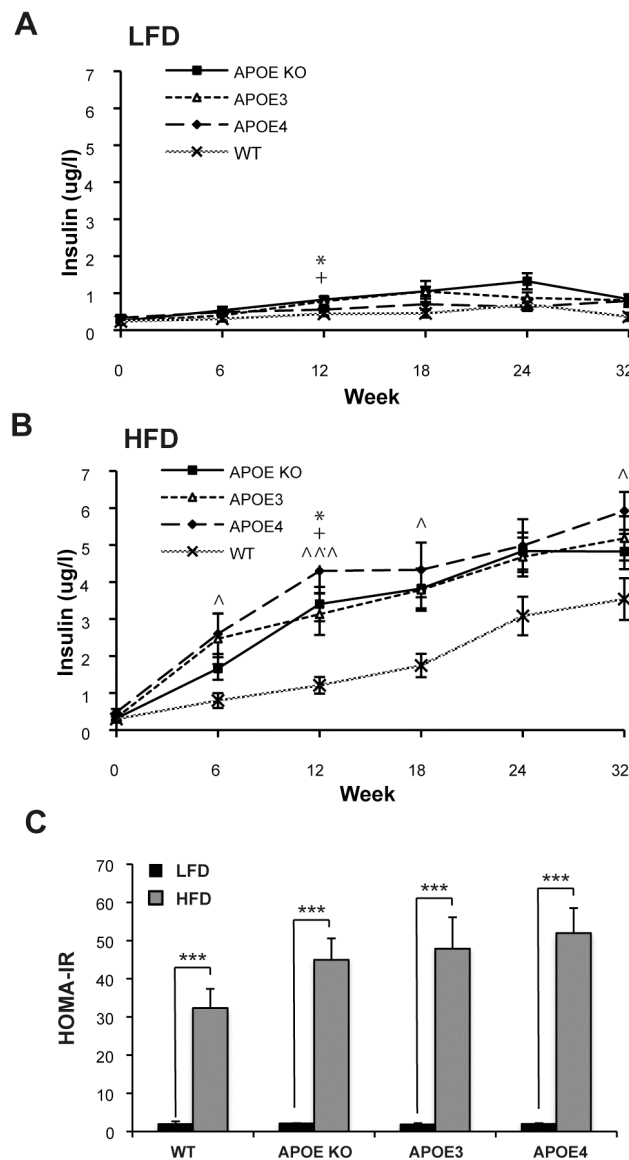 A
LFD
7
6
5
4
3
2
1
0
Insulin (ug/l)
APOE KO
APOE3
APOE4
WT
*
+
0 6 12 18 24 32
Week
B
HFD
7
6
5
4
3
2
1
0
Insulin (ug/l)
APOE KO
APOE3
APOE4
WT
^
*
+
^^^
^
^
0 6 12 18 24 32
Week
C
LFD
HFD
70
60
50
40
30
20
10
0
HOMA-IR
*** *** *** ***
WT APOE KO APOE3 APOE4